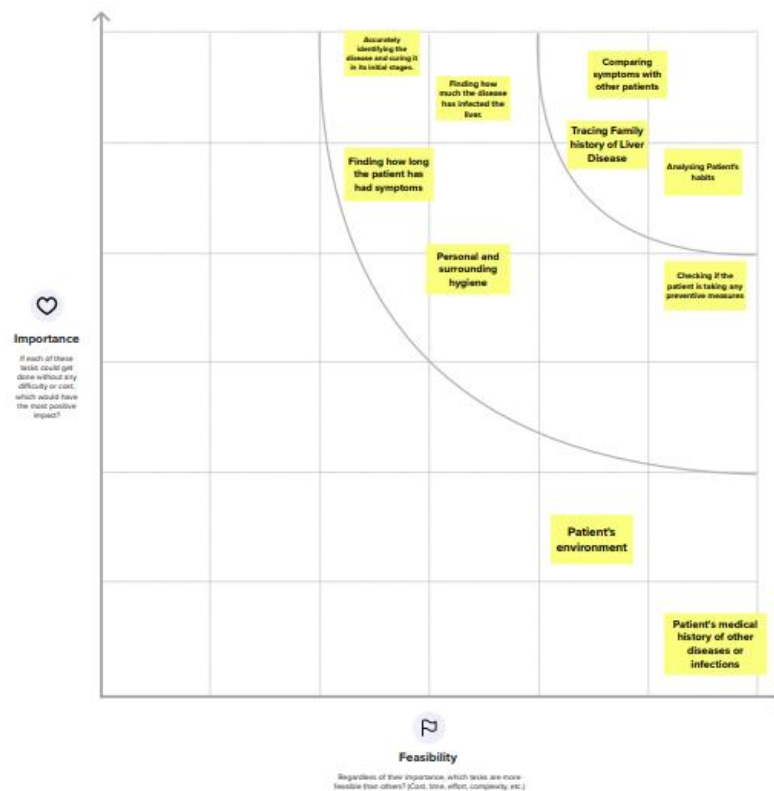 Accurately
identifying the
disease and curing it
in its initial stages.
Finding how
much the disease
has infected the
liver.
Comparing
symptoms with
other patients
Tracing Family
history of Liver
Disease
Finding how long
the patient has
had symptoms
Analysing Patient's
habits
Personal and
surrounding
hygiene
Checking if the
patient is taking any
preventive measures
Importance
If each of these
tasks could get
done without any
difficulty or cost,
which would have
the most positive
impact?
Patient's
environment
Patient's medical
history of other
diseases or
infections
Feasibility
Regardless of their importance, which tasks are more
feasible than others? (Cost, time, effort, complexity, etc.)